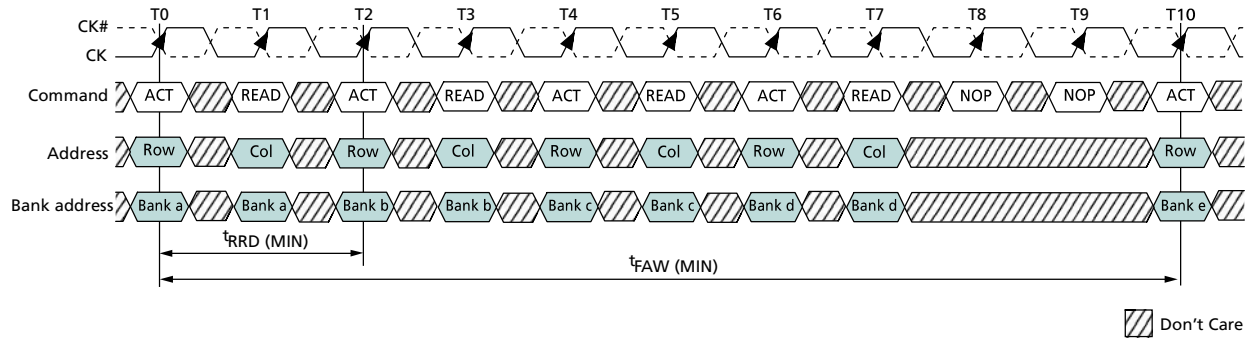 T0 T1 T2 T3 T4 T5 T6 T7 T8 T9 T10
CK#
CK
Command ACT READ ACT READ ACT READ ACT READ NOP NOP ACT
Address Row Col Row Col Row Col Row Col Row
Bank address Bank a Bank a Bank b Bank b Bank c Bank c Bank d Bank d Bank e
tRRD (MIN)
tFAW (MIN)
Don't Care